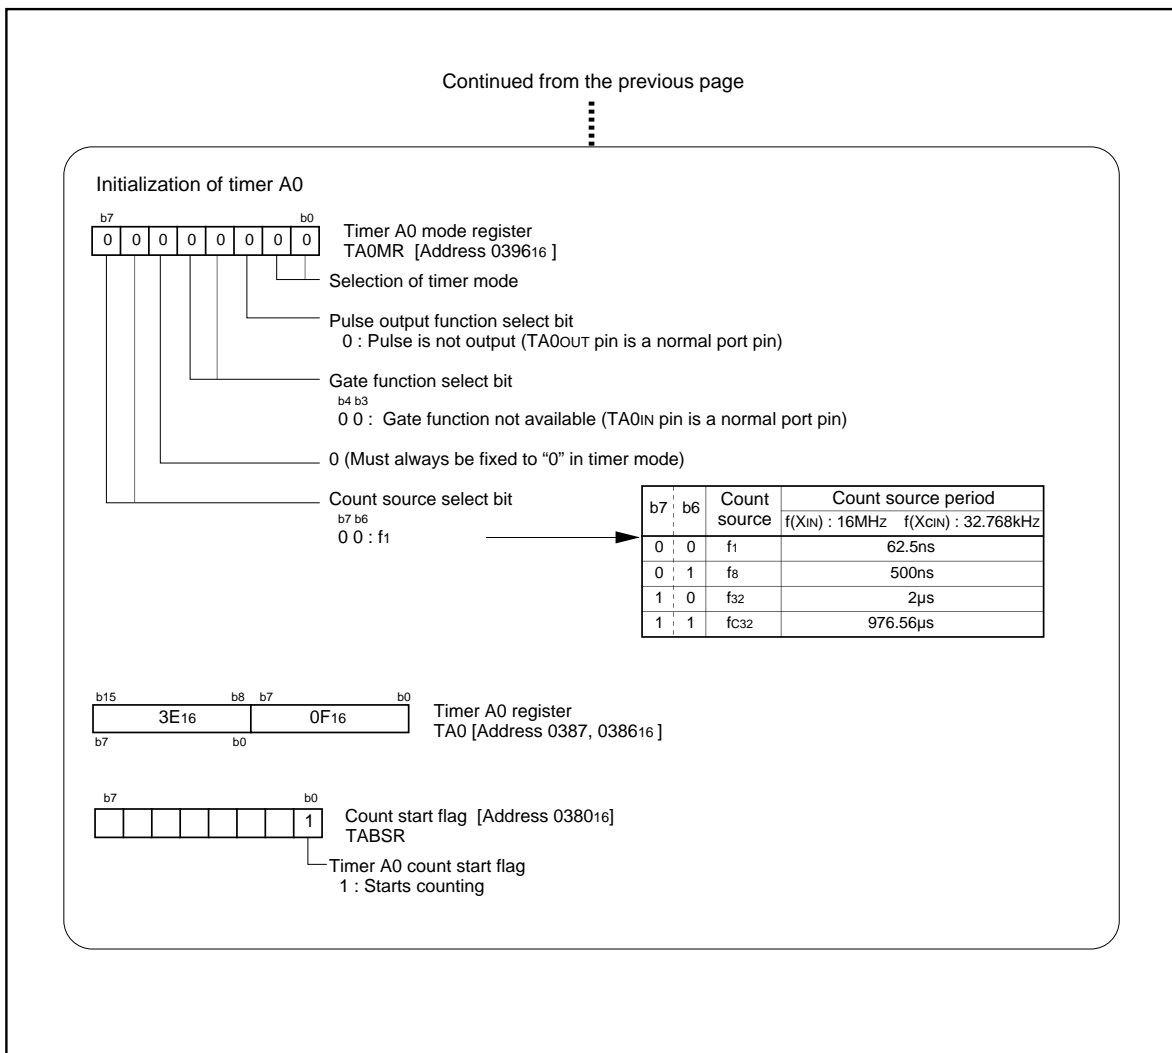 Continued from the previous page
Initialization of timer A0
b7 b0
0 0 0 0 0 0 0 0
Timer A0 mode register
TA0MR [Address 039616 ]
Selection of timer mode
Pulse output function select bit
0 : Pulse is not output (TA0OUT pin is a normal port pin)
Gate function select bit
b4 b3
0 0 : Gate function not available (TA0IN pin is a normal port pin)
0 (Must always be fixed to “0” in timer mode)
Count source select bit
b7 b6
0 0 : f1
b7 b6 Count source Count source period
f(XIN) : 16MHz f(XCIN) : 32.768kHz
0 0 f1 62.5ns
0 1 f8 500ns
1 0 f32 2µs
1 1 fC32 976.56µs
b15 b8 b7 b0
3E16 0F16
b7 b0
Timer A0 register
TA0 [Address 0387, 038616 ]
b7 b0
1
Count start flag [Address 038016]
TABSR
Timer A0 count start flag
1 : Starts counting